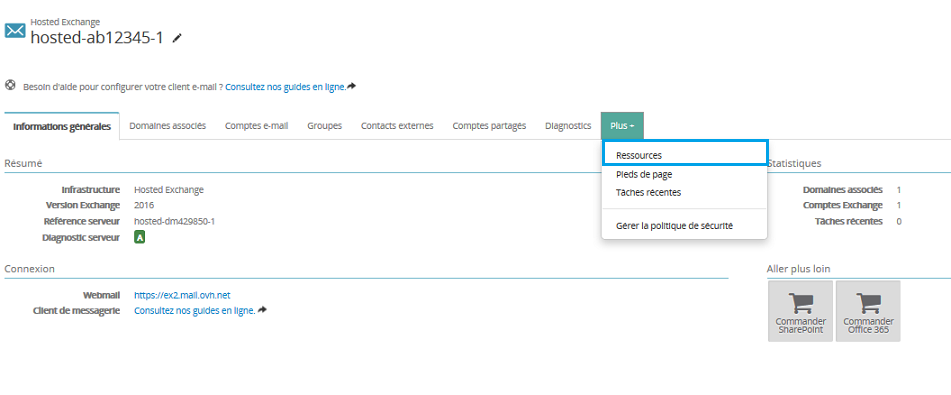 Hosted Exchange
hosted-ab12345-1
Besoin d'aide pour configurer votre client e-mail ? Consultez nos guides en ligne.
Informations générales Domaines associés Comptes e-mail Groupes Contacts externes Comptes partagés Diagnostics Plus
Ressources
Pieds de page
Tâches récentes
Gérer la politique de sécurité
Résumé
Infrastructure Hosted Exchange
Version Exchange 2016
Référence serveur hosted-dm429850-1
Diagnostic serveur A
Statistiques
Domaines associés 1
Comptes Exchange 1
Tâches récentes 0
Connexion
Webmail https://ex2.mail.ovh.net
Client de messagerie Consultez nos guides en ligne.
Aller plus loin
Commander
SharePoint
Commander
Office 365